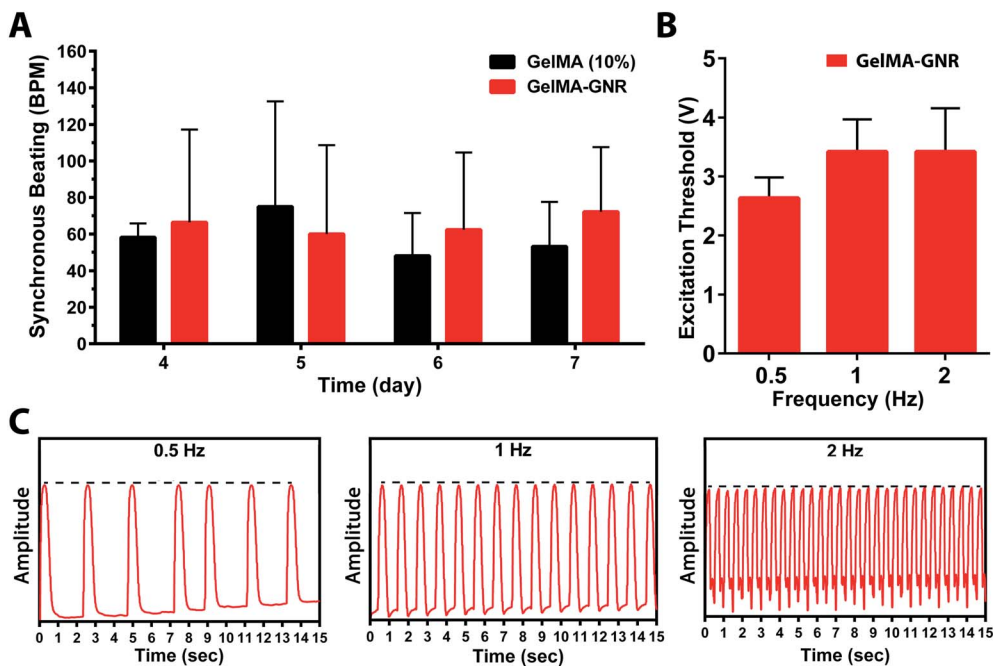 A
Synchronous Beating (BPM)
160
140
120
100
80
60
40
20
0
GelMA (10%)
GelMA-GNR
4 5 6 7
Time (day)
B
Excitation Threshold (V)
5
4
3
2
1
0
GelMA-GNR
0.5 1 2
Frequency (Hz)
C
0.5 Hz
Amplitude
0 1 2 3 4 5 6 7 8 9 10 11 12 13 14 15
Time (sec)
1 Hz
Amplitude
0 1 2 3 4 5 6 7 8 9 10 11 12 13 14 15
Time (sec)
2 Hz
Amplitude
0 1 2 3 4 5 6 7 8 9 10 11 12 13 14 15
Time (sec)